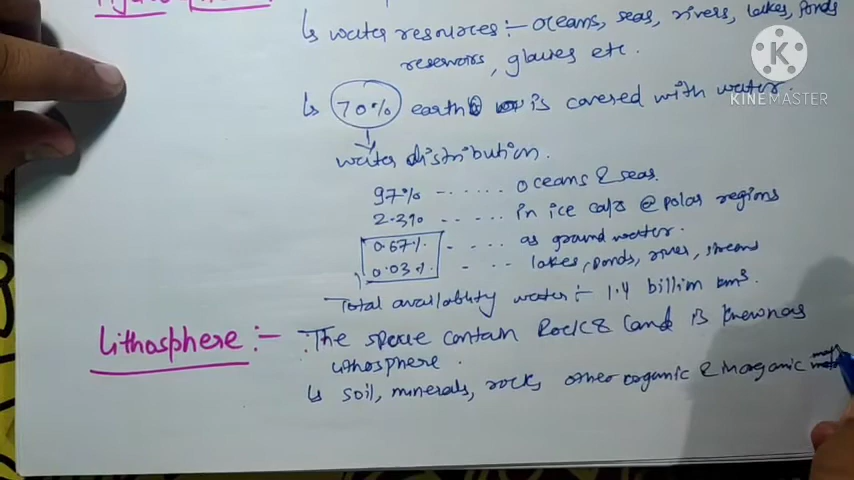 ↳ water resources :- oceans, seas, rivers, lakes, Ponds
reservoirs, glaciers etc.
KINEMASTER
↳ 70% earth is covered with water.
water distribution.
97% ------ oceans & seas.
2.3% ------ in ice caps @ polar regions
0.67% ----- as ground water.
0.03% ----- lakes, ponds, river, streams
Total availability water :- 1.4 billion km³.
Lithosphere :- The space contain Rock & land is known as
lithosphere.
↳ soil, minerals, rock, other organic & inorganic